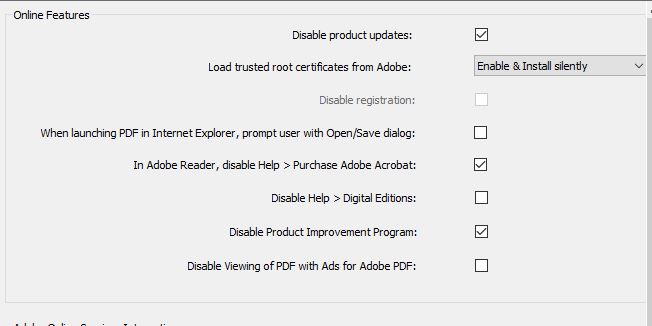 Online Features
Disable product updates:
Load trusted root certificates from Adobe: Enable & Install silently
Disable registration:
When launching PDF in Internet Explorer, prompt user with Open/Save dialog:
In Adobe Reader, disable Help > Purchase Adobe Acrobat:
Disable Help > Digital Editions:
Disable Product Improvement Program:
Disable Viewing of PDF with Ads for Adobe PDF: